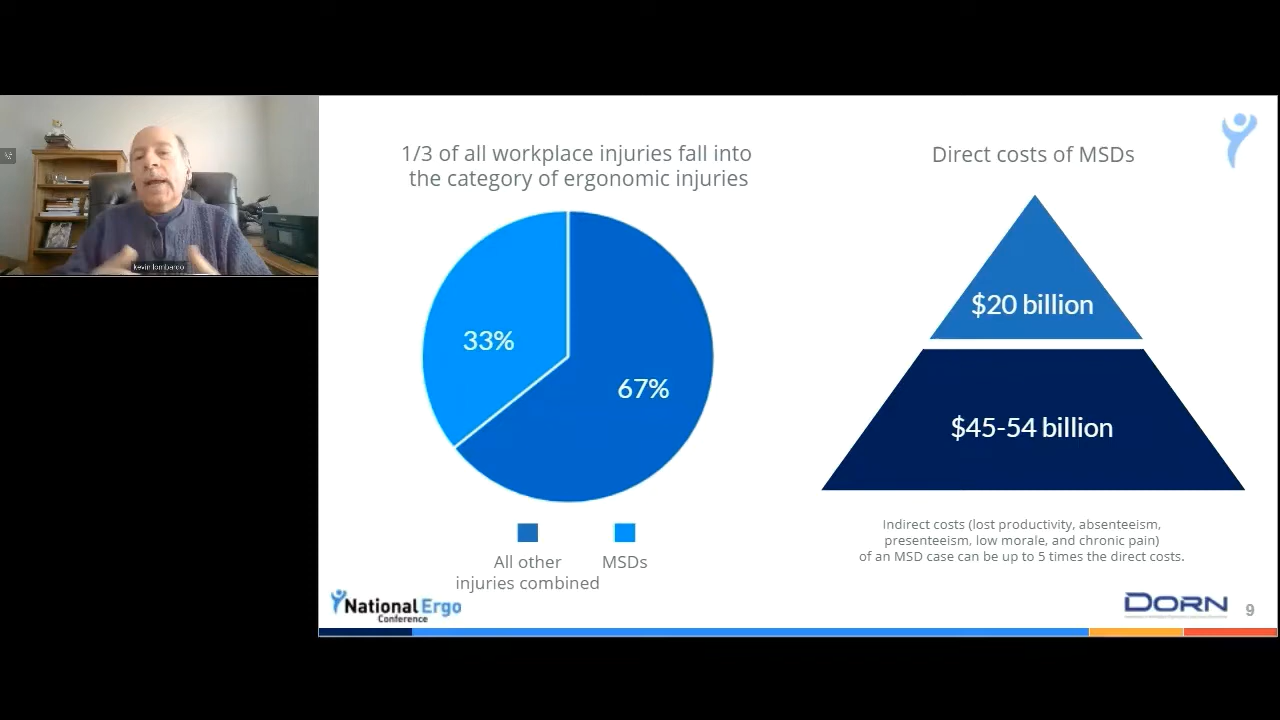 kevin lombardo
1/3 of all workplace injuries fall into
the category of ergonomic injuries
33%
67%
All other
injuries combined
MSDs
Direct costs of MSDs
$20 billion
$45-54 billion
Indirect costs (lost productivity, absenteeism,
presenteeism, low morale, and chronic pain)
of an MSD case can be up to 5 times the direct costs.
National Ergo
Conference
DORN
9